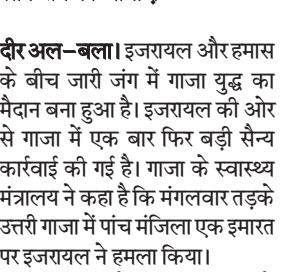 दीर अल–बला। इजरायल और हमास
के बीच जारी जंग में गाजा युद्ध का
मैदान बना हुआ है। इजरायल की ओर
से गाजा में एक बार फिर बड़ी सैन्य
कार्रवाई की गई है। गाजा के स्वास्थ्य
मंत्रालय ने कहा है कि मंगलवार तड़के
उत्तरी गाजा में पांच मंजिला एक इमारत
पर इजरायल ने हमला किया।